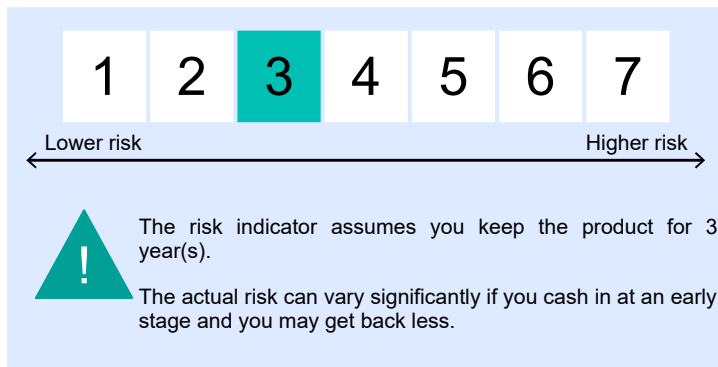 1 2 3 4 5 6 7
Lower risk Higher risk
!
The risk indicator assumes you keep the product for 3
year(s).
The actual risk can vary significantly if you cash in at an early
stage and you may get back less.